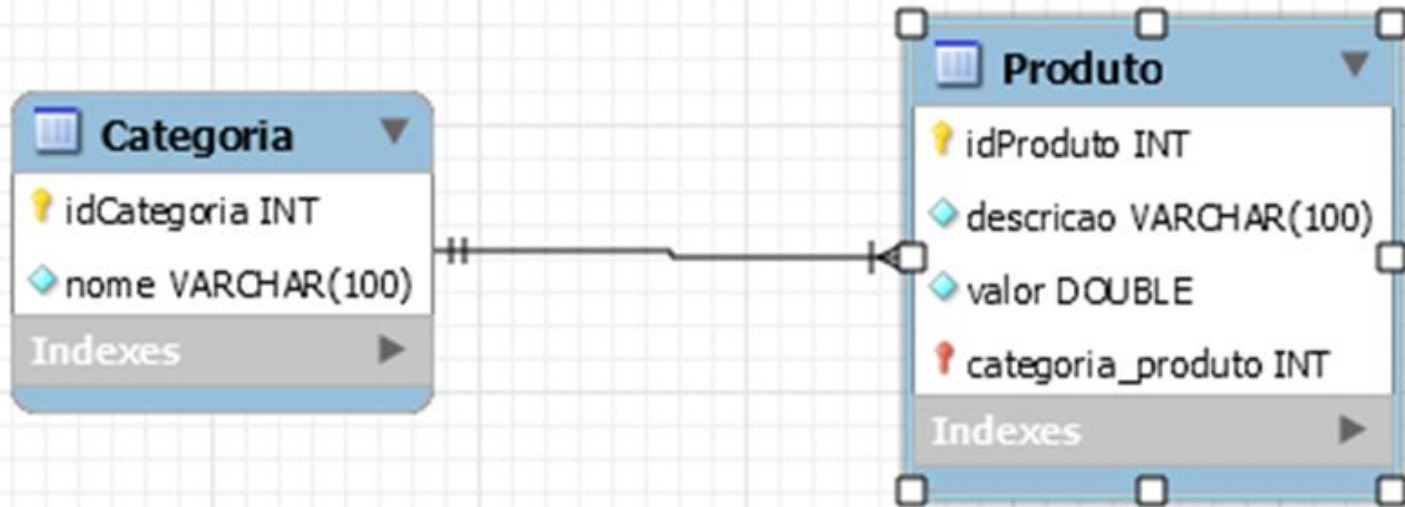 Categoria
idCategoria INT
nome VARCHAR(100)
Indexes
Produto
idProduto INT
descricao VARCHAR(100)
valor DOUBLE
categoria_produto INT
Indexes